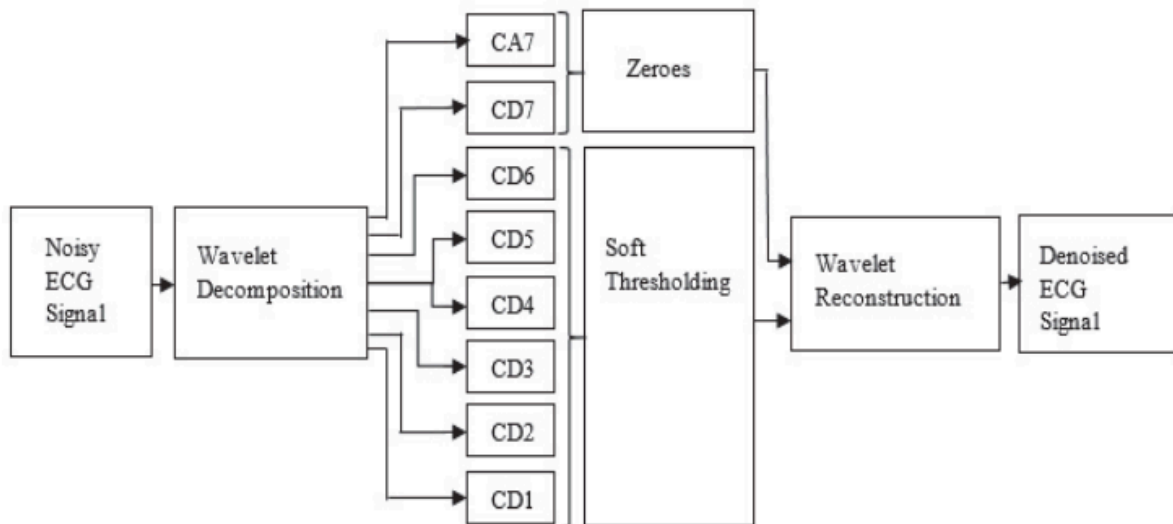 Noisy
ECG
Signal
Wavelet
Decomposition
CA7
CD7
CD6
CD5
CD4
CD3
CD2
CD1
Zeroes
Soft
Thresholding
Wavelet
Reconstruction
Denoised
ECG
Signal